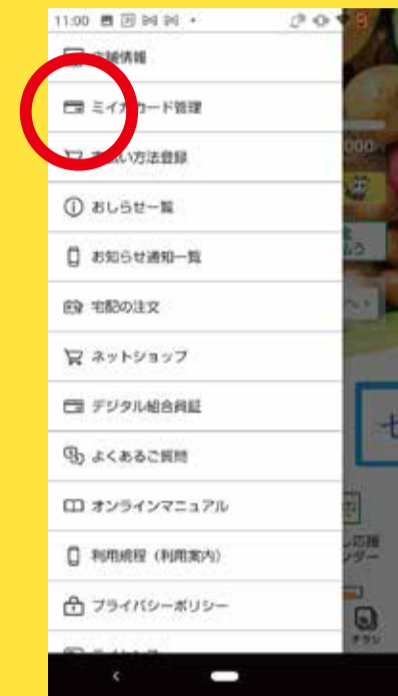 11:00
店舗情報
ミイカカード管理
支払い方法登録
000
おしらせ一覧
お知らせ通知一覧
宅配の注文
ネットショップ
デジタル組合員証
よくあるご質問
オンラインマニュアル
利用規程（利用案内）
プライバシーポリシー
チラシ